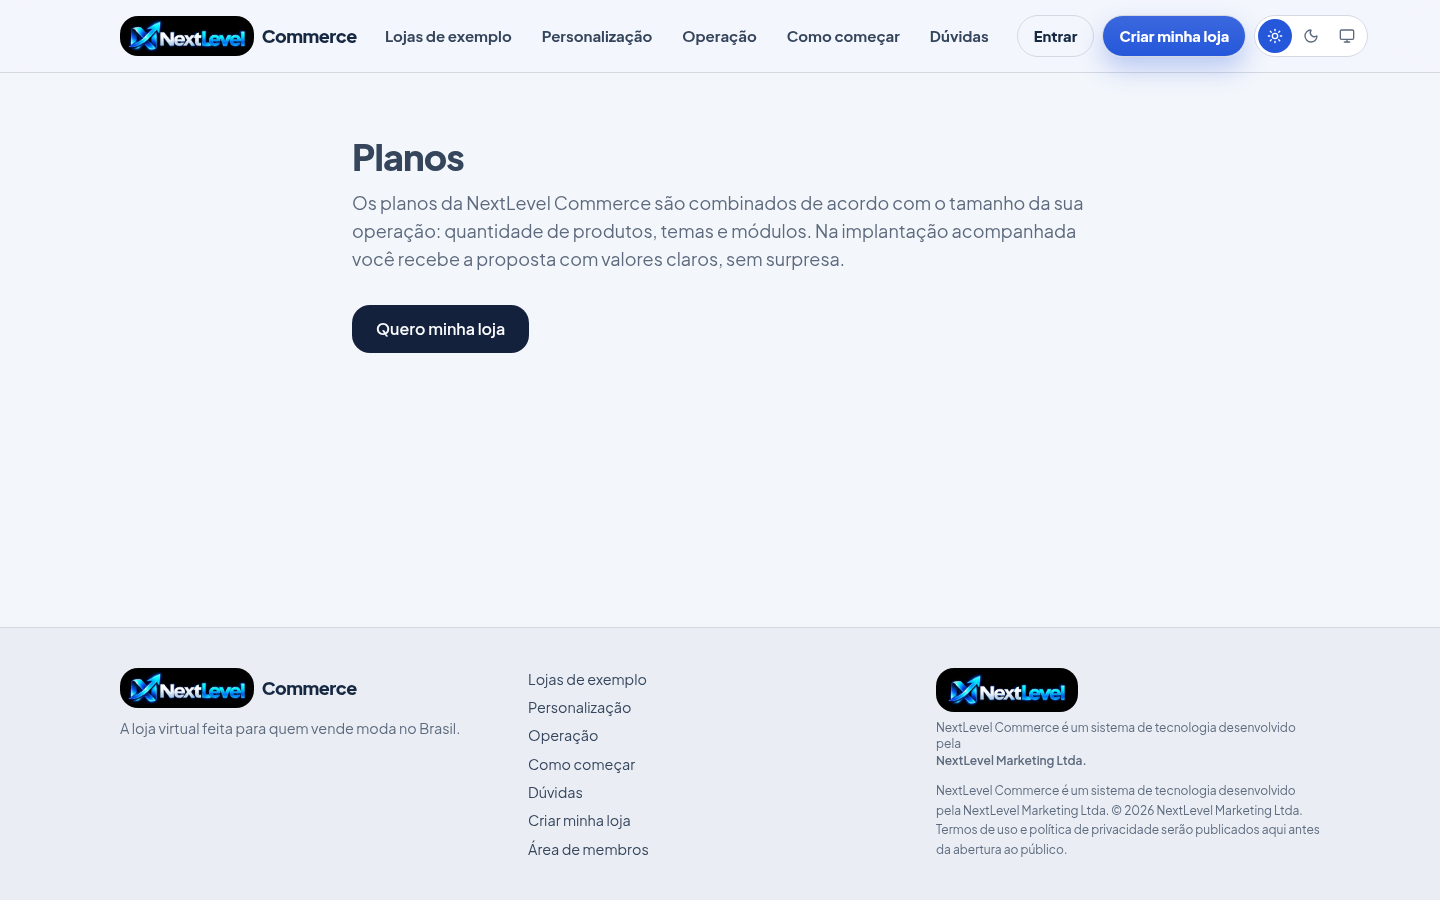 NextLevel Commerce
Lojas de exemplo
Personalização
Operação
Como começar
Dúvidas
Entrar
Criar minha loja
Planos
Os planos da NextLevel Commerce são combinados de acordo com o tamanho da sua
operação: quantidade de produtos, temas e módulos. Na implantação acompanhada
você recebe a proposta com valores claros, sem surpresa.
Quero minha loja
NextLevel Commerce
A loja virtual feita para quem vende moda no Brasil.
Lojas de exemplo
Personalização
Operação
Como começar
Dúvidas
Criar minha loja
Área de membros
NextLevel
NextLevel Commerce é um sistema de tecnologia desenvolvido
pela
NextLevel Marketing Ltda.
NextLevel Commerce é um sistema de tecnologia desenvolvido
pela NextLevel Marketing Ltda. © 2026 NextLevel Marketing Ltda.
Termos de uso e política de privacidade serão publicados aqui antes
da abertura ao público.